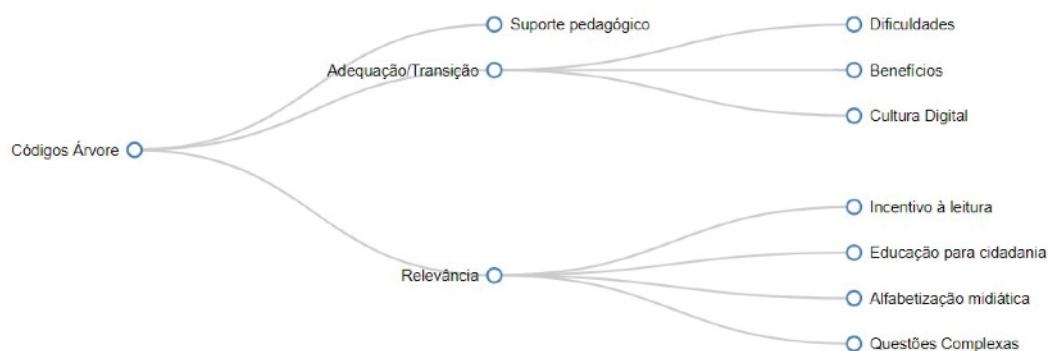 Suporte pedagógico
Dificuldades
Adequação/Transição
Benefícios
Cultura Digital
Códigos Árvore
Incentivo à leitura
Educação para cidadania
Relevância
Alfabetização midiática
Questões Complexas